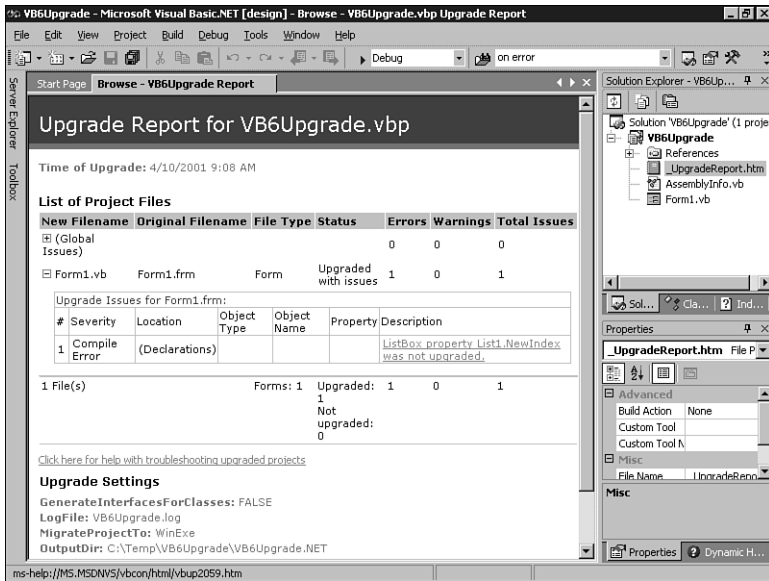 VB6Upgrade - Microsoft Visual Basic.NET [design] - Browse - VB6Upgrade.vbp Upgrade Report
File Edit View Project Build Debug Tools Window Help
Debug on error
Server Explorer
Toolbox
Start Page Browse - VB6Upgrade Report
Upgrade Report for VB6Upgrade.vbp
Time of Upgrade: 4/10/2001 9:08 AM
List of Project Files
New Filename Original Filename File Type Status Errors Warnings Total Issues
(Global Issues) 0 0 0
Form1.vb Form1.frm Form Upgraded with issues 1 0 1
Upgrade Issues for Form1.frm:
# Severity Location Object Type Object Name Property Description
1 Compile Error (Declarations) ListBox property List1.NewIndex was not upgraded.
1 File(s) Forms: 1 Upgraded: 1 Not upgraded: 0 1 0 1
Click here for help with troubleshooting upgraded projects
Upgrade Settings
GenerateInterfacesForClasses: FALSE
LogFile: VB6Upgrade.log
MigrateProjectTo: WinExe
OutputDir: C:\Temp\VB6Upgrade\VB6Upgrade.NET
Solution Explorer - VB6Up...
Solution 'VB6Upgrade' (1 proje
VB6Upgrade
References
_UpgradeReport.htm
AssemblyInfo.vb
Form1.vb
Sol... Cla... Ind...
Properties
_UpgradeReport.htm File P
Advanced
Build Action None
Custom Tool
Custom Tool N
Misc
File Name _UpgradeRepo
Misc
Properties Dynamic H...
ms-help://MS.MSDNVS/vbcon/html/vbup2059.htm